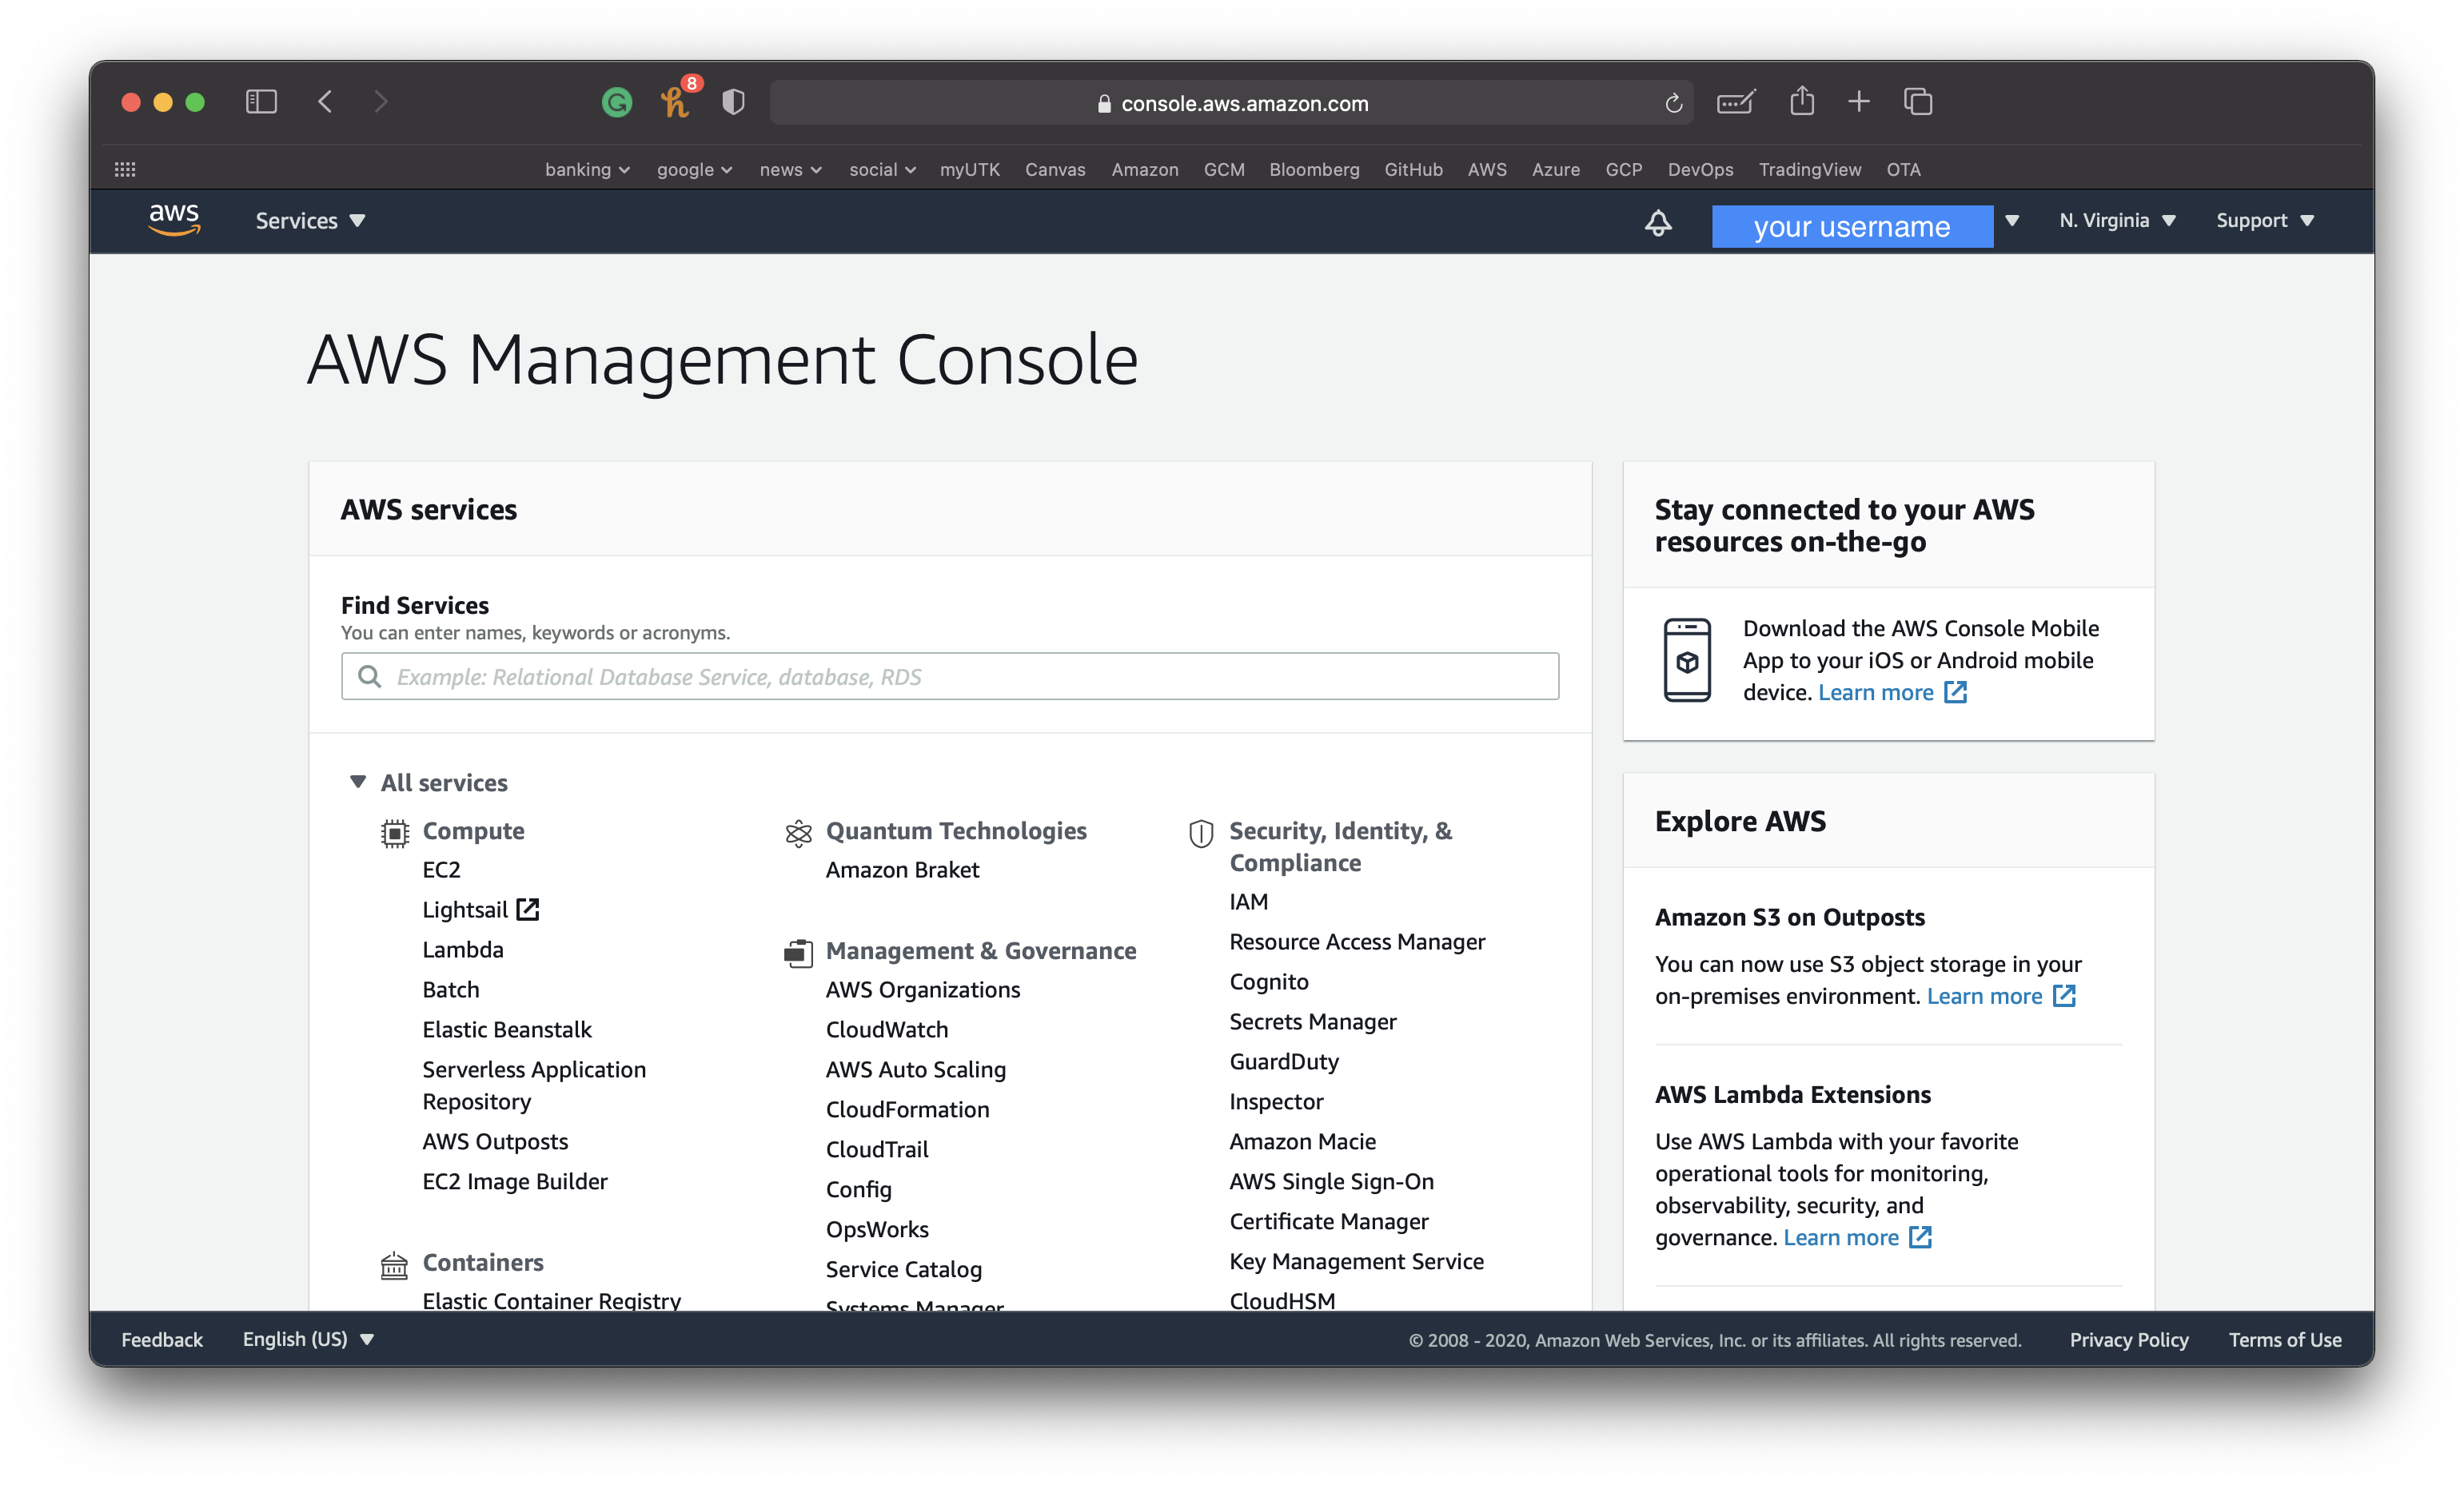 8
console.aws.amazon.com
banking google news social myUTK Canvas Amazon GCM Bloomberg GitHub AWS Azure GCP DevOps TradingView OTA
aws Services your username N. Virginia Support
AWS Management Console
AWS services
Find Services
You can enter names, keywords or acronyms.
Example: Relational Database Service, database, RDS
All services
Compute
EC2
Lightsail
Lambda
Batch
Elastic Beanstalk
Serverless Application
Repository
AWS Outposts
EC2 Image Builder
Containers
Elastic Container Registry
Quantum Technologies
Amazon Braket
Management & Governance
AWS Organizations
CloudWatch
AWS Auto Scaling
CloudFormation
CloudTrail
Config
OpsWorks
Service Catalog
Systems Manager
Security, Identity, &
Compliance
IAM
Resource Access Manager
Cognito
Secrets Manager
GuardDuty
Inspector
Amazon Macie
AWS Single Sign-On
Certificate Manager
Key Management Service
CloudHSM
Stay connected to your AWS
resources on-the-go
Download the AWS Console Mobile
App to your iOS or Android mobile
device. Learn more
Explore AWS
Amazon S3 on Outposts
You can now use S3 object storage in your
on-premises environment. Learn more
AWS Lambda Extensions
Use AWS Lambda with your favorite
operational tools for monitoring,
observability, security, and
governance. Learn more
Feedback English (US) © 2008 - 2020, Amazon Web Services, Inc. or its affiliates. All rights reserved. Privacy Policy Terms of Use